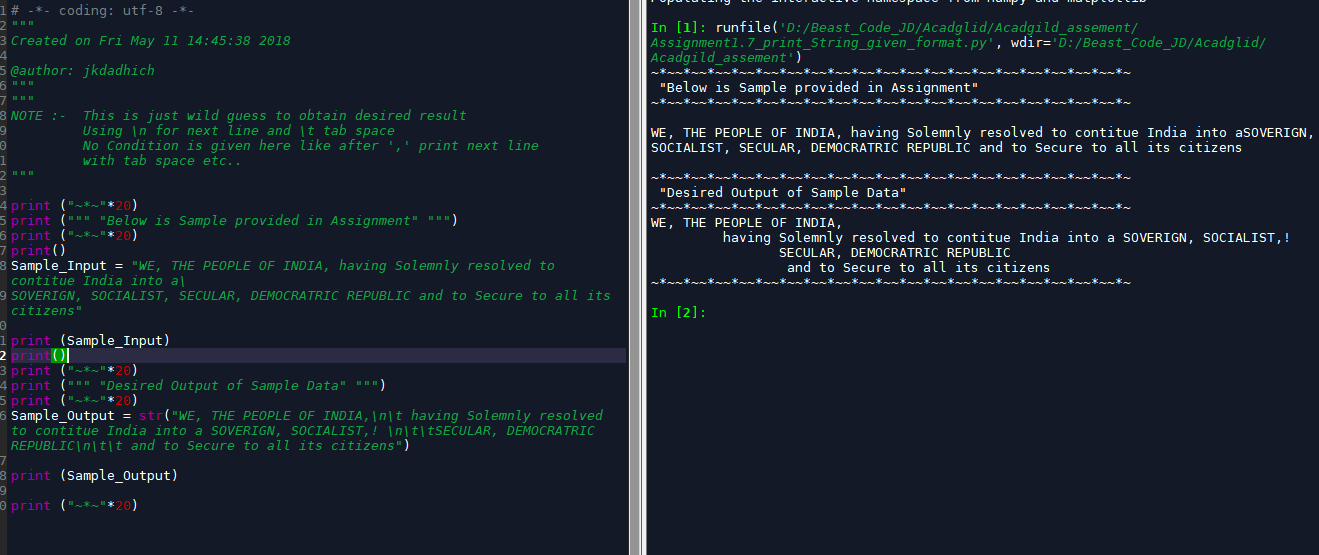 # -*- coding: utf-8 -*-
"""
Created on Fri May 11 14:45:38 2018
@author: jkdadhich
"""
"""
NOTE :-  This is just wild guess to obtain desired result
Using \n for next line and \t tab space
No Condition is given here like after ',' print next line
with tab space etc..
"""
print ("~*~"*20)
print (""" "Below is Sample provided in Assignment" """)
print ("~*~"*20)
print()
Sample_Input = "WE, THE PEOPLE OF INDIA, having Solemnly resolved to
contitue India into a\
SOVERIGN, SOCIALIST, SECULAR, DEMOCRATRIC REPUBLIC and to Secure to all its
citizens"
print (Sample_Input)
print()
print ("~*~"*20)
print (""" "Desired Output of Sample Data" """)
print ("~*~"*20)
Sample_Output = str("WE, THE PEOPLE OF INDIA,\n\t having Solemnly resolved
to contitue India into a SOVERIGN, SOCIALIST,! \n\t\tSECULAR, DEMOCRATRIC
REPUBLIC\n\t\t and to Secure to all its citizens")
print (Sample_Output)
print ("~*~"*20)
Populating the interactive namespace from numpy and matplotlib
In [1]: runfile('D:/Beast_Code_JD/Acadglid/Acadgild_assement/
Assignment1.7_print_String_given_format.py', wdir='D:/Beast_Code_JD/Acadglid/
Acadgild_assement')
~*~~*~~*~~*~~*~~*~~*~~*~~*~~*~~*~~*~~*~~*~~*~~*~~*~~*~~*~~*~
"Below is Sample provided in Assignment"
~*~~*~~*~~*~~*~~*~~*~~*~~*~~*~~*~~*~~*~~*~~*~~*~~*~~*~~*~~*~
WE, THE PEOPLE OF INDIA, having Solemnly resolved to contitue India into aSOVERIGN,
SOCIALIST, SECULAR, DEMOCRATRIC REPUBLIC and to Secure to all its citizens
~*~~*~~*~~*~~*~~*~~*~~*~~*~~*~~*~~*~~*~~*~~*~~*~~*~~*~~*~~*~
"Desired Output of Sample Data"
~*~~*~~*~~*~~*~~*~~*~~*~~*~~*~~*~~*~~*~~*~~*~~*~~*~~*~~*~~*~
WE, THE PEOPLE OF INDIA,
having Solemnly resolved to contitue India into a SOVERIGN, SOCIALIST,!
SECULAR, DEMOCRATRIC REPUBLIC
and to Secure to all its citizens
~*~~*~~*~~*~~*~~*~~*~~*~~*~~*~~*~~*~~*~~*~~*~~*~~*~~*~~*~~*~
In [2]: